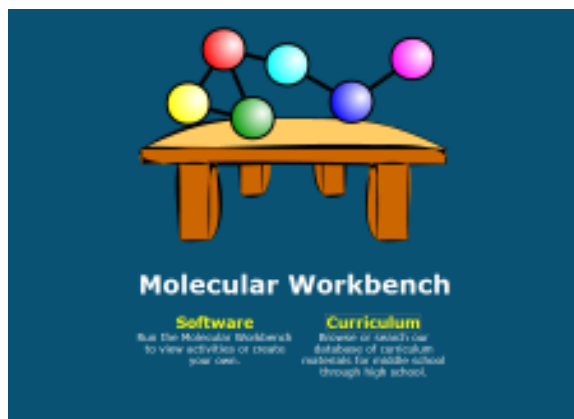 Molecular Workbench
Software
Run the Molecular Workbench
to view activities or create
your own.
Curriculum
Browse or search our
database of curriculum
materials for middle school
through high school.